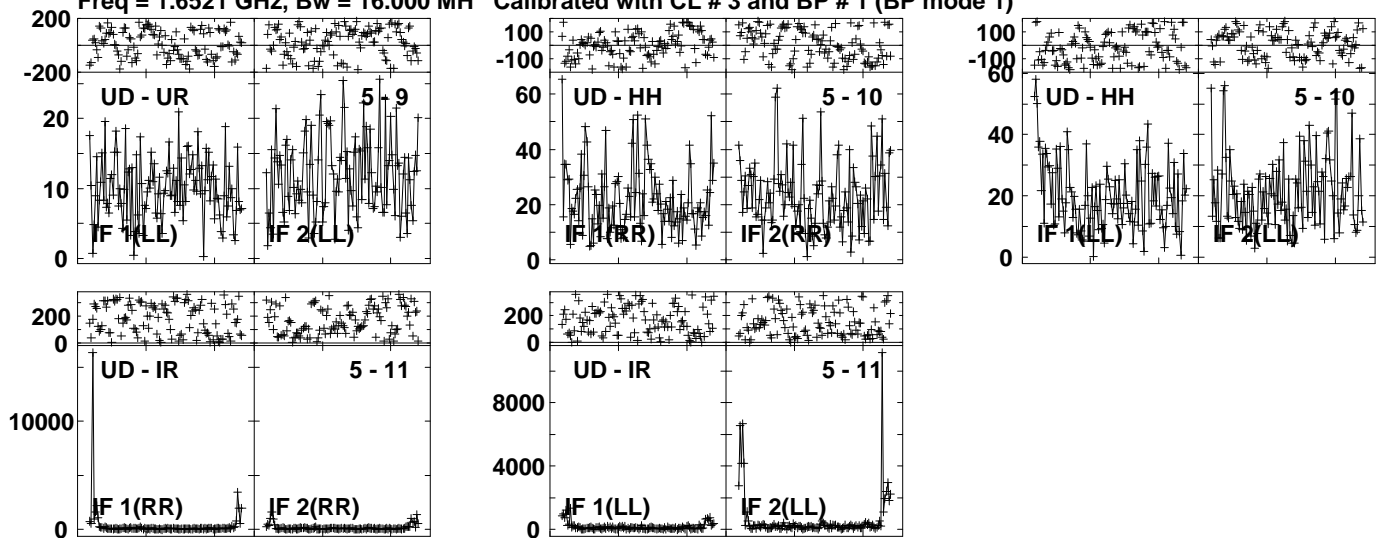 Freq = 1.6521 GHz, Bw = 16.000 MH Calibrated with CL # 3 and BP # 1 (BP mode 1)
200
-200
UD - UR
5 - 9
20
10
0
IF 1(LL)
IF 2(LL)
100
-100
UD - HH
5 - 10
60
40
20
0
IF 1(RR)
IF 2(RR)
100
-100
60
UD - HH
5 - 10
40
20
0
IF 1(LL)
IF 2(LL)
200
0
UD - IR
5 - 11
10000
0
IF 1(RR)
IF 2(RR)
200
0
UD - IR
5 - 11
8000
4000
0
IF 1(LL)
IF 2(LL)